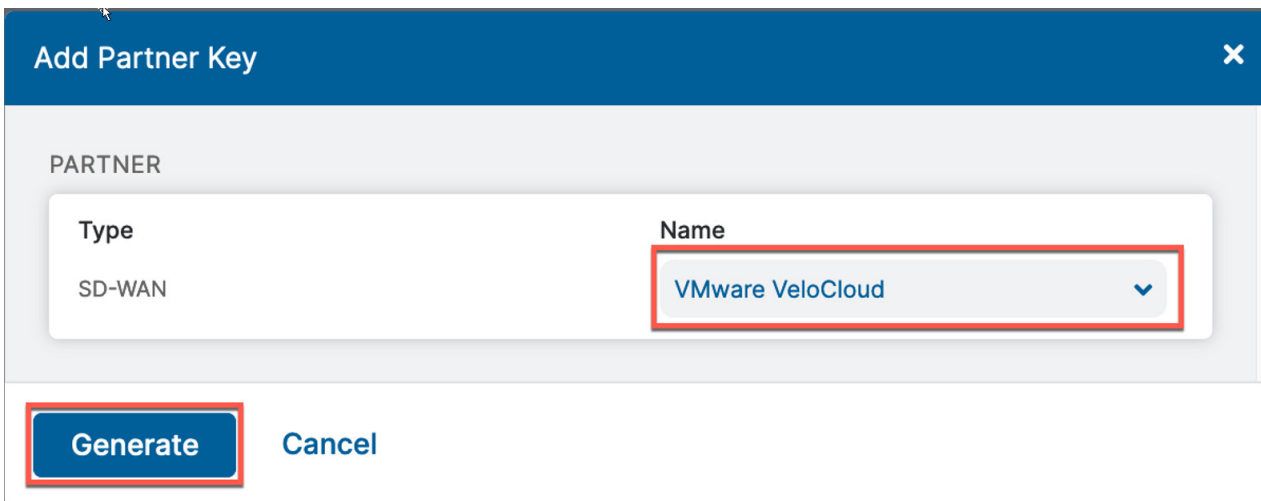 Add Partner Key
PARTNER
Type Name
SD-WAN VMware VeloCloud
Generate Cancel